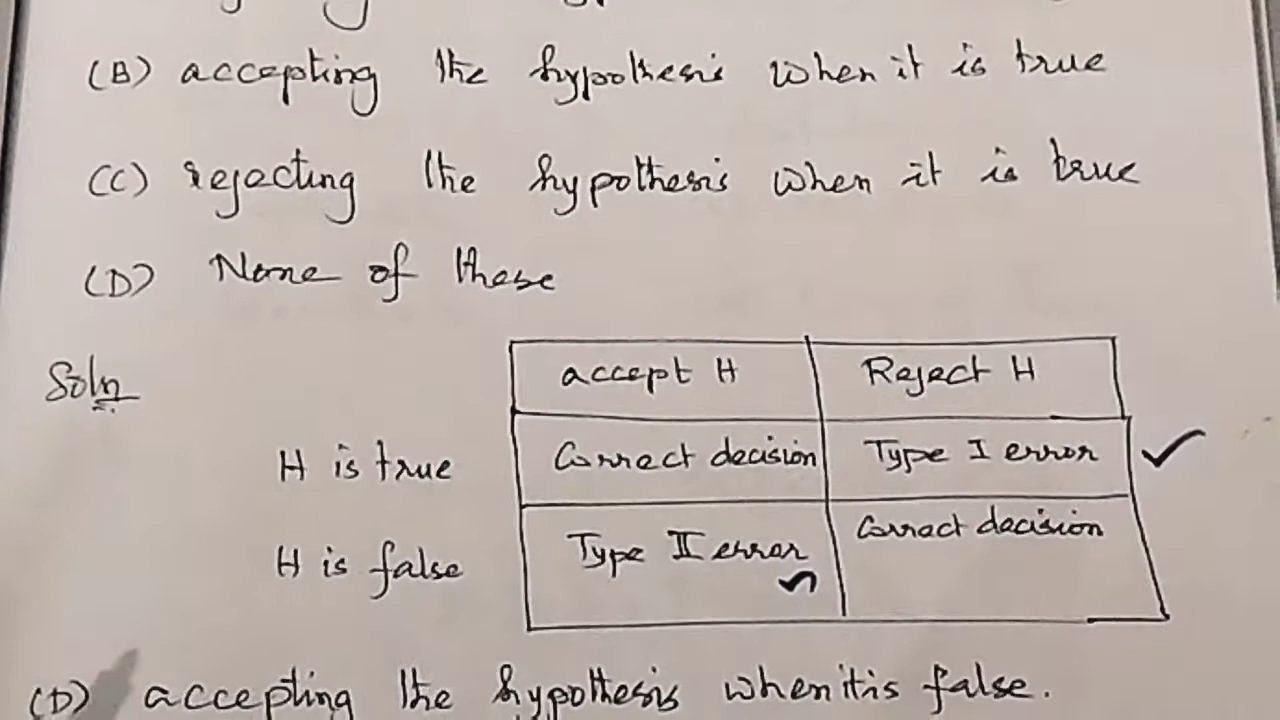 (B) accepting the hypothesis when it is true
(C) rejecting the hypothesis when it is true
(D) None of these
Soln
accept H Reject H
H is true Correct decision Type I error
H is false Type II error Correct decision
(D) accepting the hypothesis when it is false.